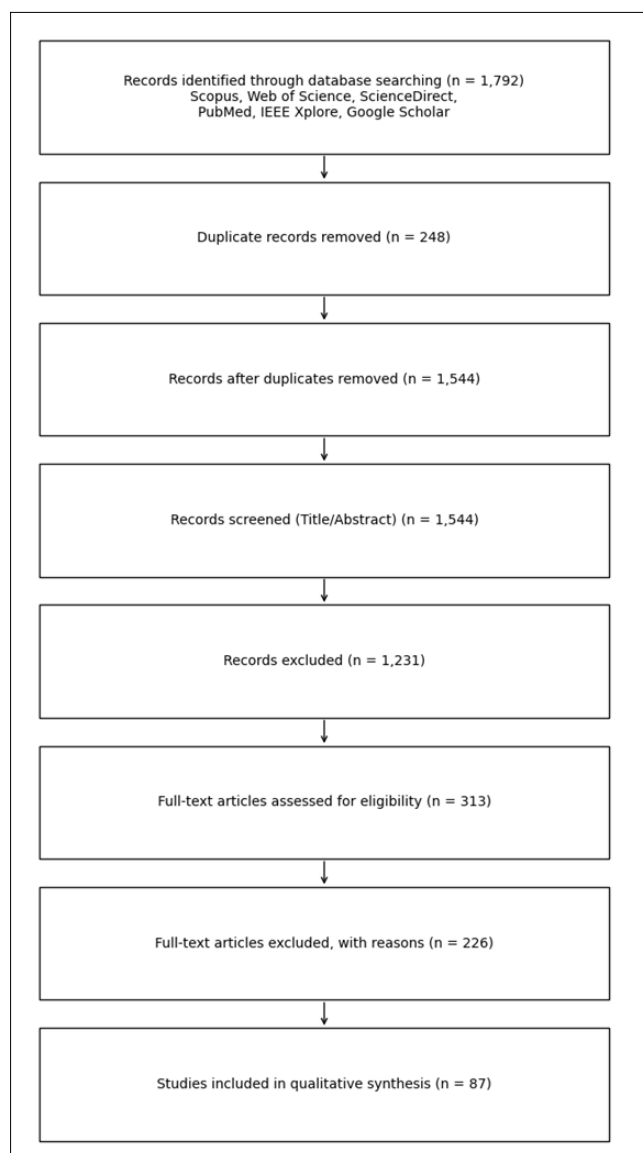 Records identified through database searching (n = 1,792)
Scopus, Web of Science, ScienceDirect,
PubMed, IEEE Xplore, Google Scholar
Duplicate records removed (n = 248)
Records after duplicates removed (n = 1,544)
Records screened (Title/Abstract) (n = 1,544)
Records excluded (n = 1,231)
Full-text articles assessed for eligibility (n = 313)
Full-text articles excluded, with reasons (n = 226)
Studies included in qualitative synthesis (n = 87)